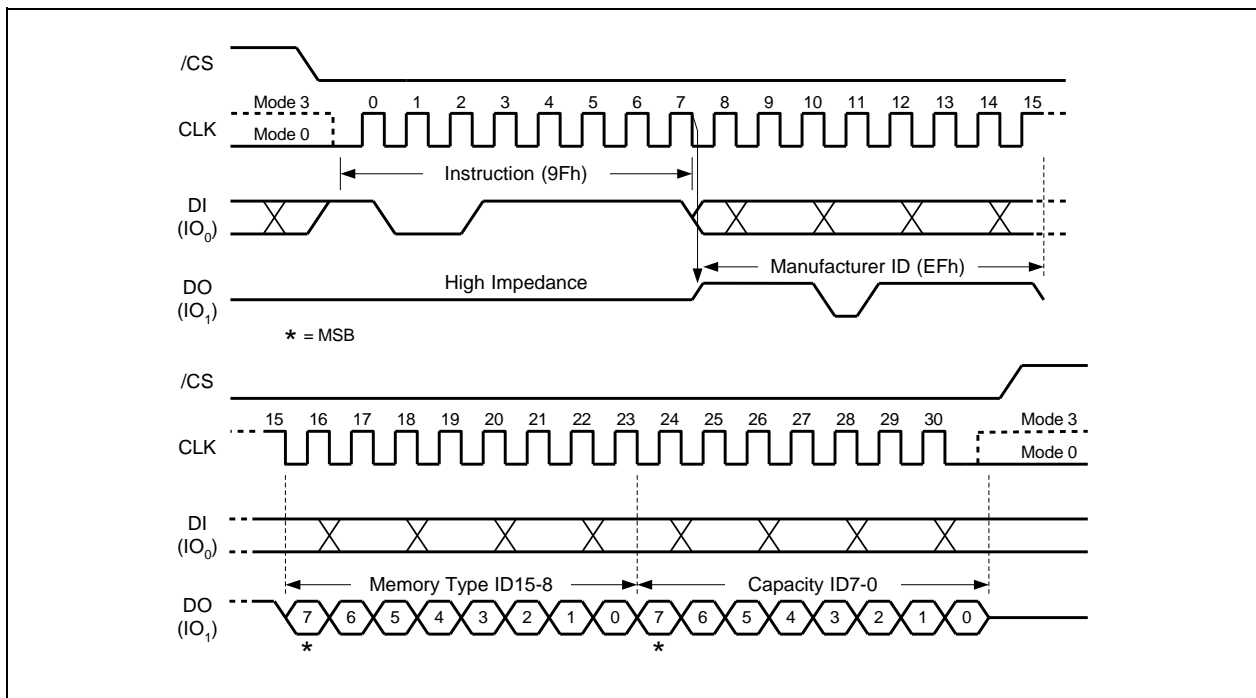 /CS
Mode 3 0 1 2 3 4 5 6 7 8 9 10 11 12 13 14 15
CLK
Mode 0
Instruction (9Fh)
DI
(IO0)
Manufacturer ID (EFh)
High Impedance
DO
(IO1)
* = MSB
/CS
15 16 17 18 19 20 21 22 23 24 25 26 27 28 29 30
Mode 3
CLK
Mode 0
DI
(IO0)
Memory Type ID15-8 Capacity ID7-0
DO
(IO1)
7 6 5 4 3 2 1 0 7 6 5 4 3 2 1 0
* *